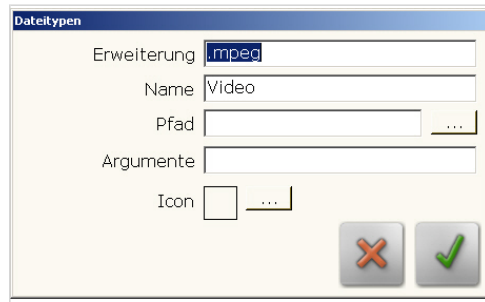 Dateitypen
Erweiterung .mpeg
Name Video
Pfad ...
Argumente
Icon ...